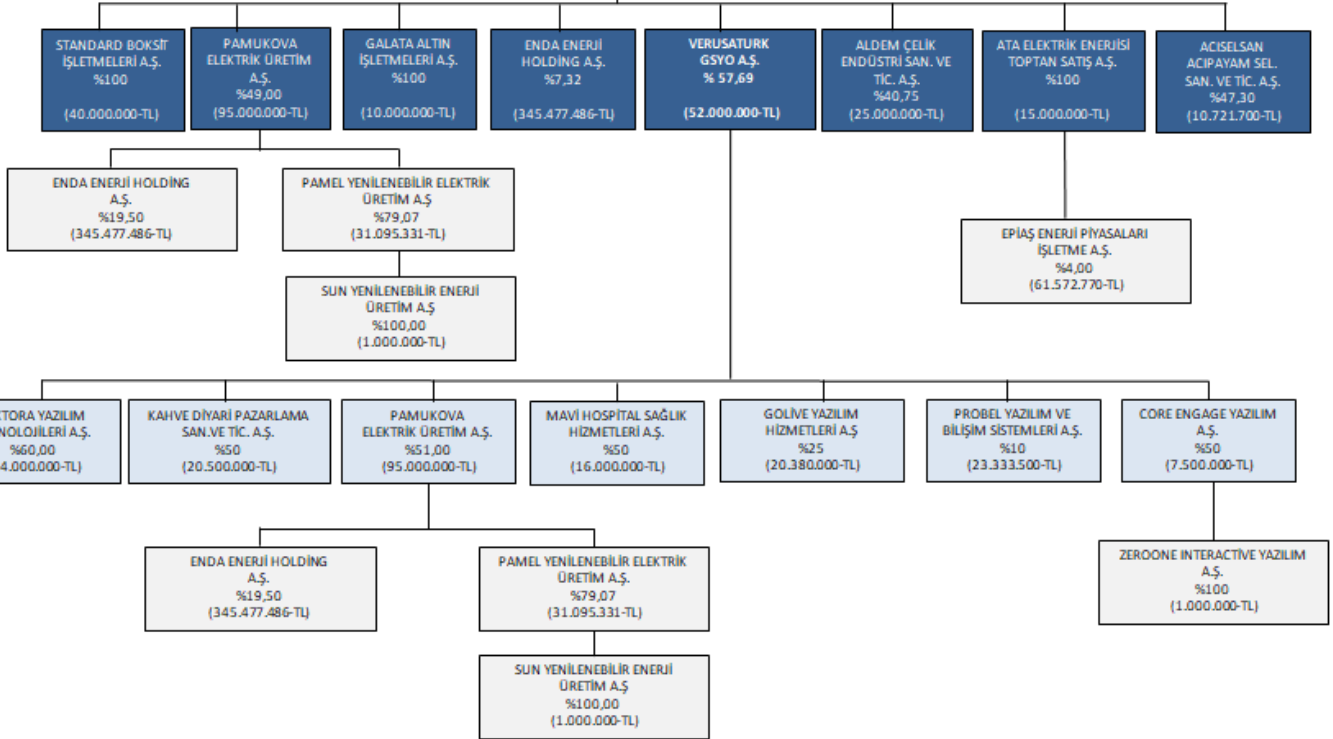 STANDARD BOKSİT
İŞLETMELERİ A.Ş.
%100
(40.000.000-TL)
PAMUKOVA
ELEKTRİK ÜRETİM
A.Ş.
%49,00
(95.000.000-TL)
GALATA ALTIN
İŞLETMELERİ A.Ş.
%100
(10.000.000-TL)
ENDA ENERJİ
HOLDİNG A.Ş.
%7,32
(345.477.486-TL)
VERUSATURK
GSYO A.Ş.
% 57,69
(52.000.000-TL)
ALDEM ÇELİK
ENDÜSTRİ SAN. VE
TİC. A.Ş.
%40,75
(25.000.000-TL)
ATA ELEKTRİK ENERJİSİ
TOPTAN SATIŞ A.Ş.
%100
(15.000.000-TL)
ACISELSAN
ACIPAYAM SEL.
SAN. VE TİC. A.Ş.
%47,30
(10.721.700-TL)
ENDA ENERJİ HOLDİNG
A.Ş.
%19,50
(345.477.486-TL)
PAMEL YENİLENEBİLİR ELEKTRİK
ÜRETİM A.Ş
%79,07
(31.095.331-TL)
EPİAŞ ENERJİ PİYASALARI
İŞLETME A.Ş.
%4,00
(61.572.770-TL)
SUN YENİLENEBİLİR ENERJİ
ÜRETİM A.Ş
%100,00
(1.000.000-TL)
TORA YAZILIM
NOLOJİLERİ A.Ş.
%60,00
4.000.000-TL)
KAHVE DİYARİ PAZARLAMA
SAN.VE TİC. A.Ş.
%50
(20.500.000-TL)
PAMUKOVA
ELEKTRİK ÜRETİM A.Ş.
%51,00
(95.000.000-TL)
MAVİ HOSPİTAL SAĞLIK
HİZMETLERİ A.Ş.
%50
(16.000.000-TL)
GOLİVE YAZILIM
HİZMETLERİ A.Ş
%25
(20.380.000-TL)
PROBEL YAZILIM VE
BİLİŞİM SİSTEMLERİ A.Ş.
%10
(23.333.500-TL)
CORE ENGAGE YAZILIM
A.Ş.
%50
(7.500.000-TL)
ENDA ENERJİ HOLDİNG
A.Ş.
%19,50
(345.477.486-TL)
PAMEL YENİLENEBİLİR ELEKTRİK
ÜRETİM A.Ş.
%79,07
(31.095.331-TL)
ZEROONE INTERACTİVE YAZILIM
A.Ş.
%100
(1.000.000-TL)
SUN YENİLENEBİLİR ENERJİ
ÜRETİM A.Ş
%100,00
(1.000.000-TL)